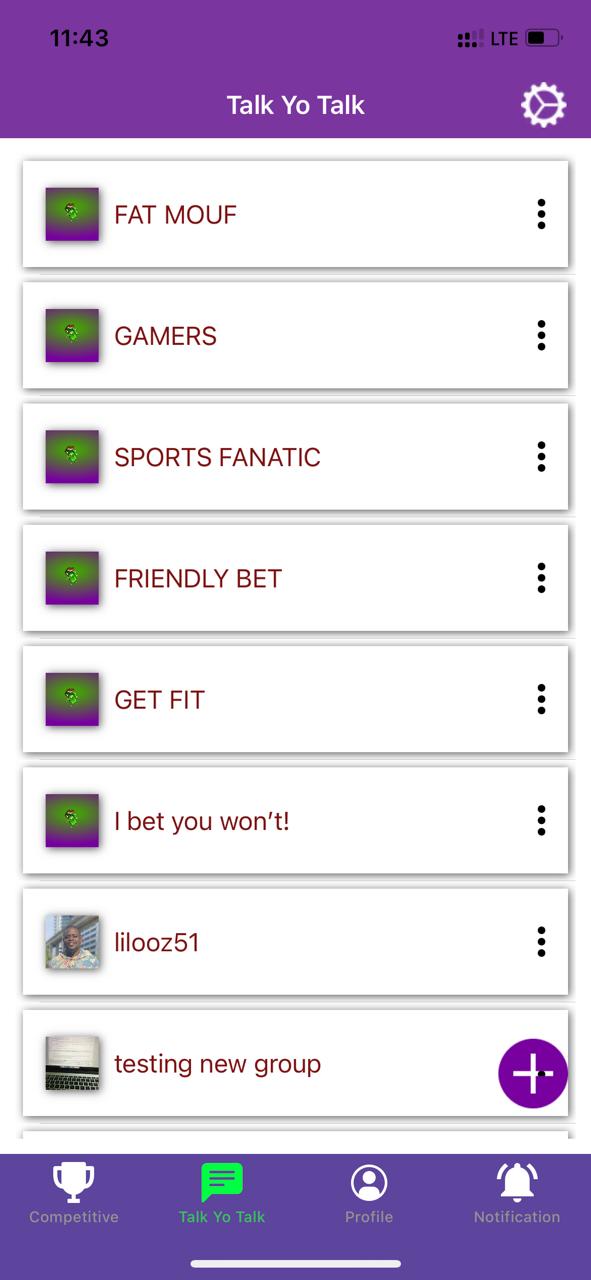 11:43
LTE
Talk Yo Talk
FAT MOUF
GAMERS
SPORTS FANATIC
FRIENDLY BET
GET FIT
I bet you won’t!
lilooz51
testing new group
Competitive
Talk Yo Talk
Profile
Notification